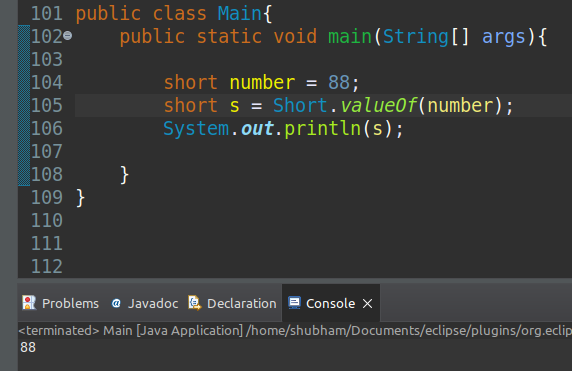 101 public class Main{
102 public static void main(String[] args){
103
104 short number = 88;
105 short s = Short.valueOf(number);
106 System.out.println(s);
107
108 }
109 }
110
111
112
Problems @ Javadoc Declaration Console
<terminated> Main [Java Application] /home/shubham/Documents/eclipse/plugins/org.eclip
88